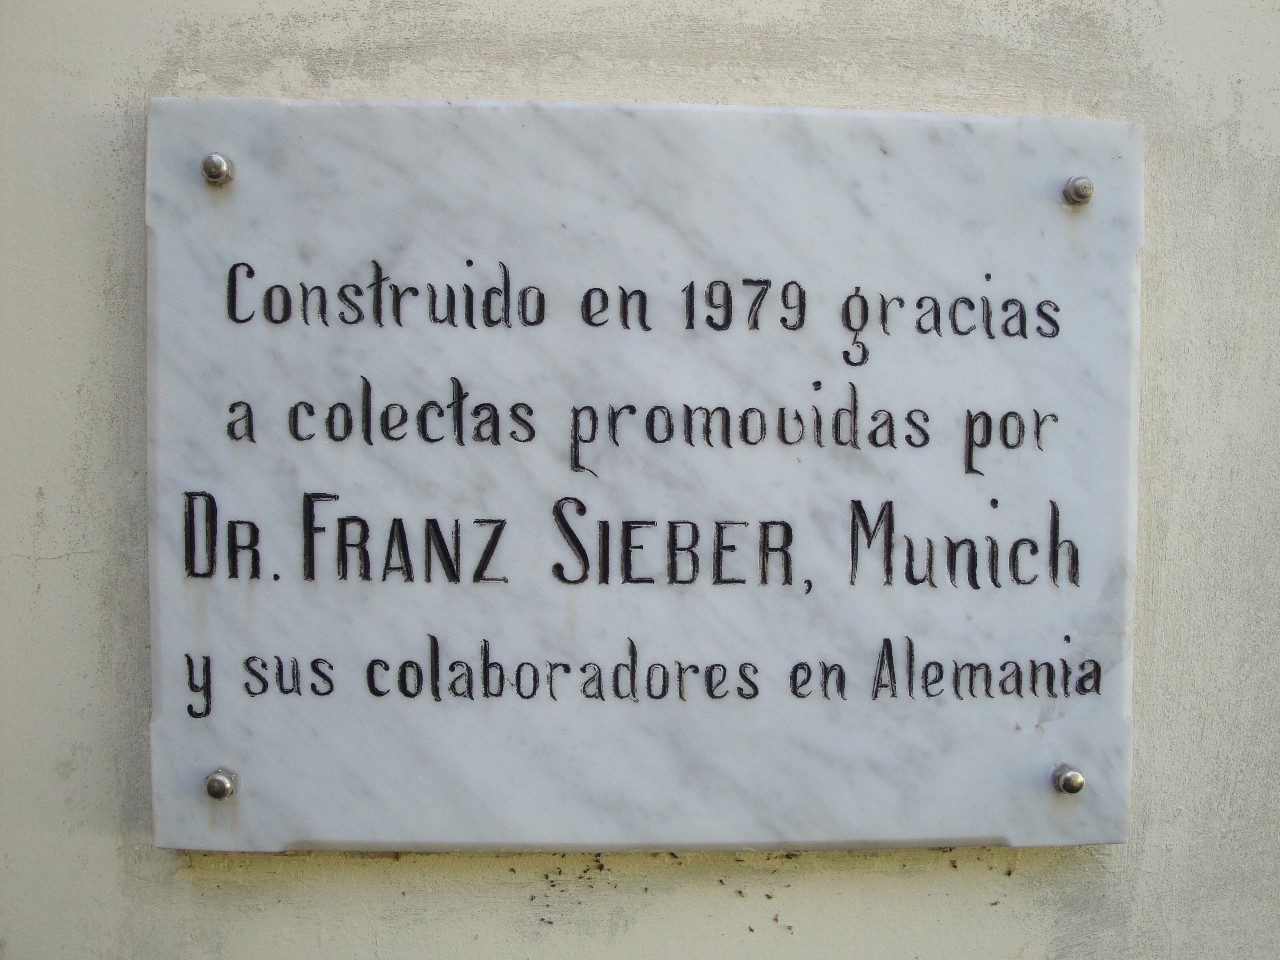 Construido en 1979 gracias
a colectas promovidas por
DR. FRANZ SIEBER, Munich
y sus colaboradores en Alemania